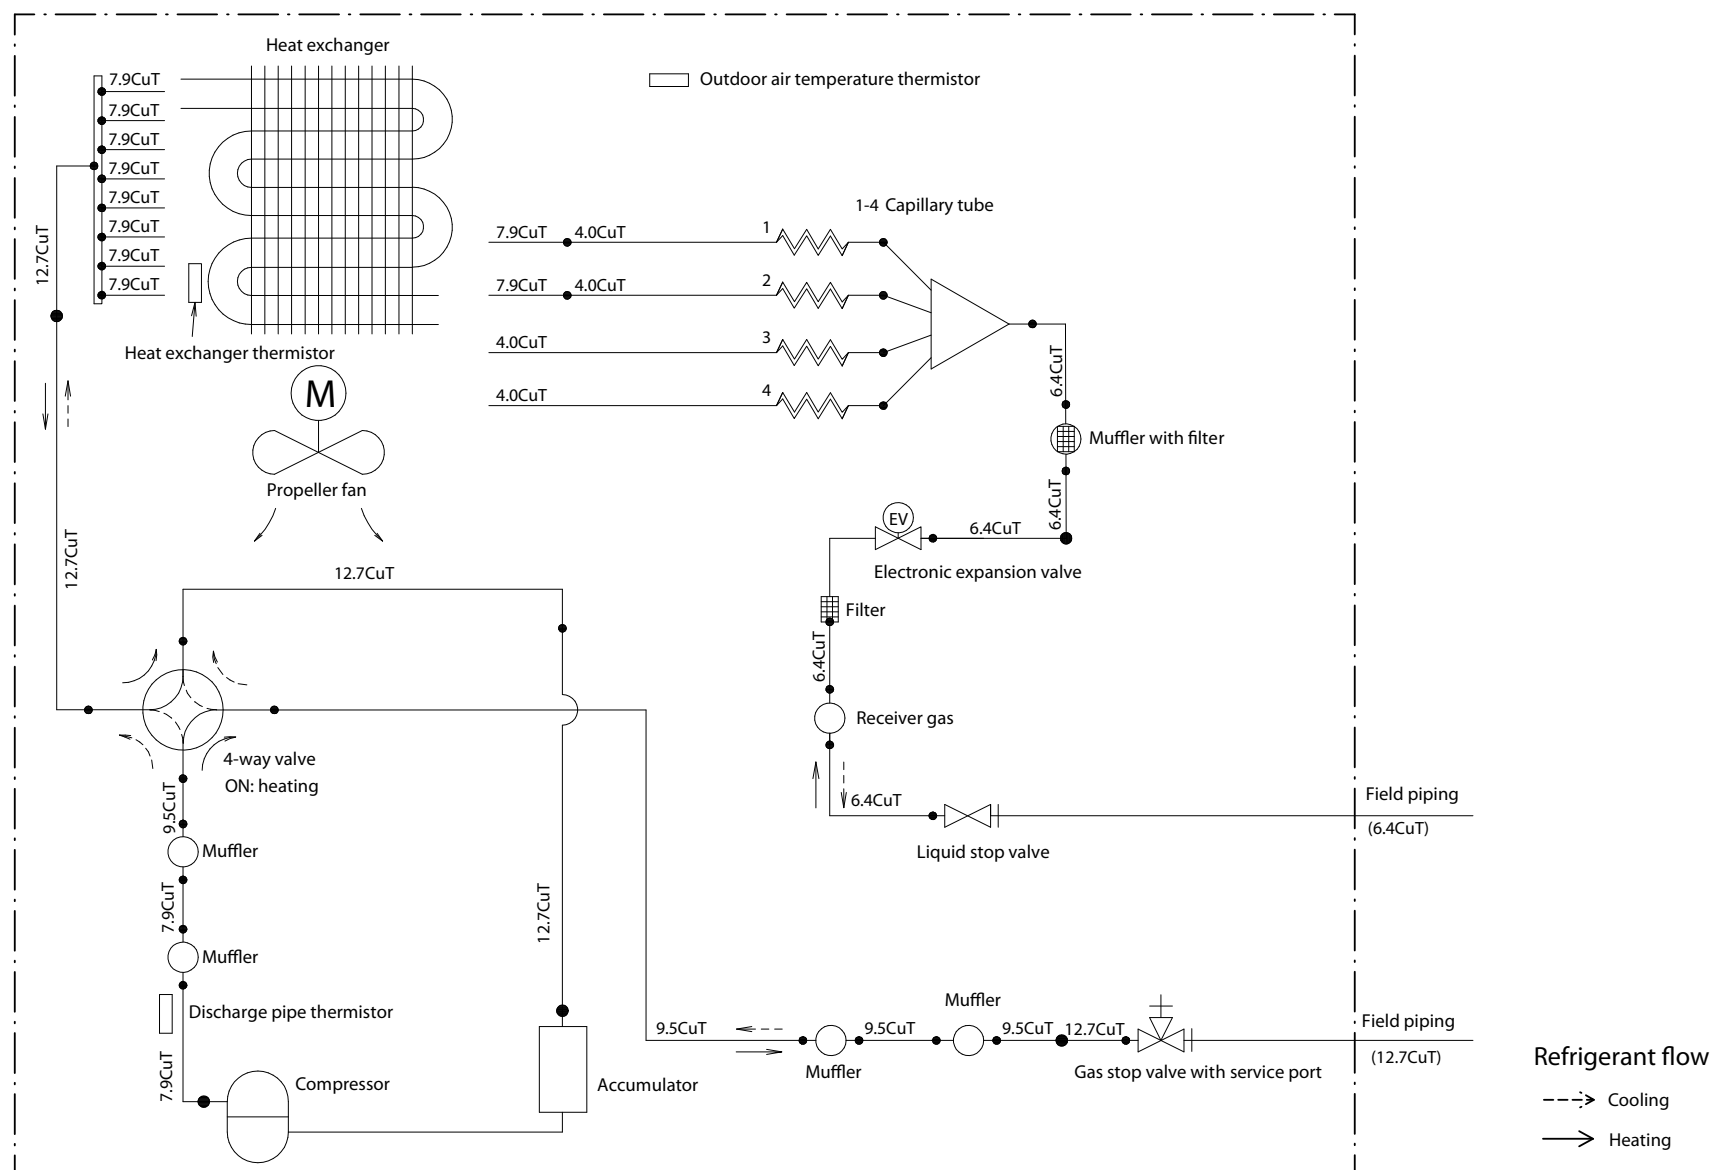 Heat exchanger
Outdoor air temperature thermistor
7.9CuT
7.9CuT
7.9CuT
7.9CuT
7.9CuT
7.9CuT
7.9CuT
7.9CuT
12.7CuT
Heat exchanger thermistor
1-4 Capillary tube
7.9CuT 4.0CuT 1
7.9CuT 4.0CuT 2
4.0CuT 3
4.0CuT 4
M
Propeller fan
6.4CuT
Muffler with filter
6.4CuT
EV
6.4CuT
Electronic expansion valve
12.7CuT
12.7CuT
Filter
6.4CuT
Receiver gas
4-way valve
ON: heating
9.5CuT
Muffler
7.9CuT
Muffler
Discharge pipe thermistor
7.9CuT
Compressor
12.7CuT
Accumulator
6.4CuT
Liquid stop valve
Field piping
(6.4CuT)
9.5CuT
Muffler
9.5CuT
Muffler
9.5CuT
12.7CuT
Gas stop valve with service port
Field piping
(12.7CuT)
Refrigerant flow
Cooling
Heating